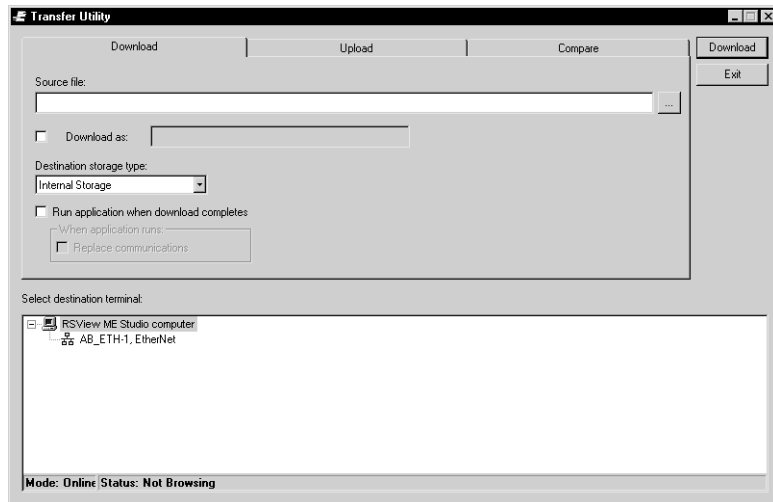 Transfer Utility
Download Upload Compare Download
Exit
Source file:
...
Download as:
Destination storage type:
Internal Storage
Run application when download completes
When application runs:
Replace communications
Select destination terminal:
RSView ME Studio computer
AB_ETH-1, EtherNet
Mode: Online Status: Not Browsing